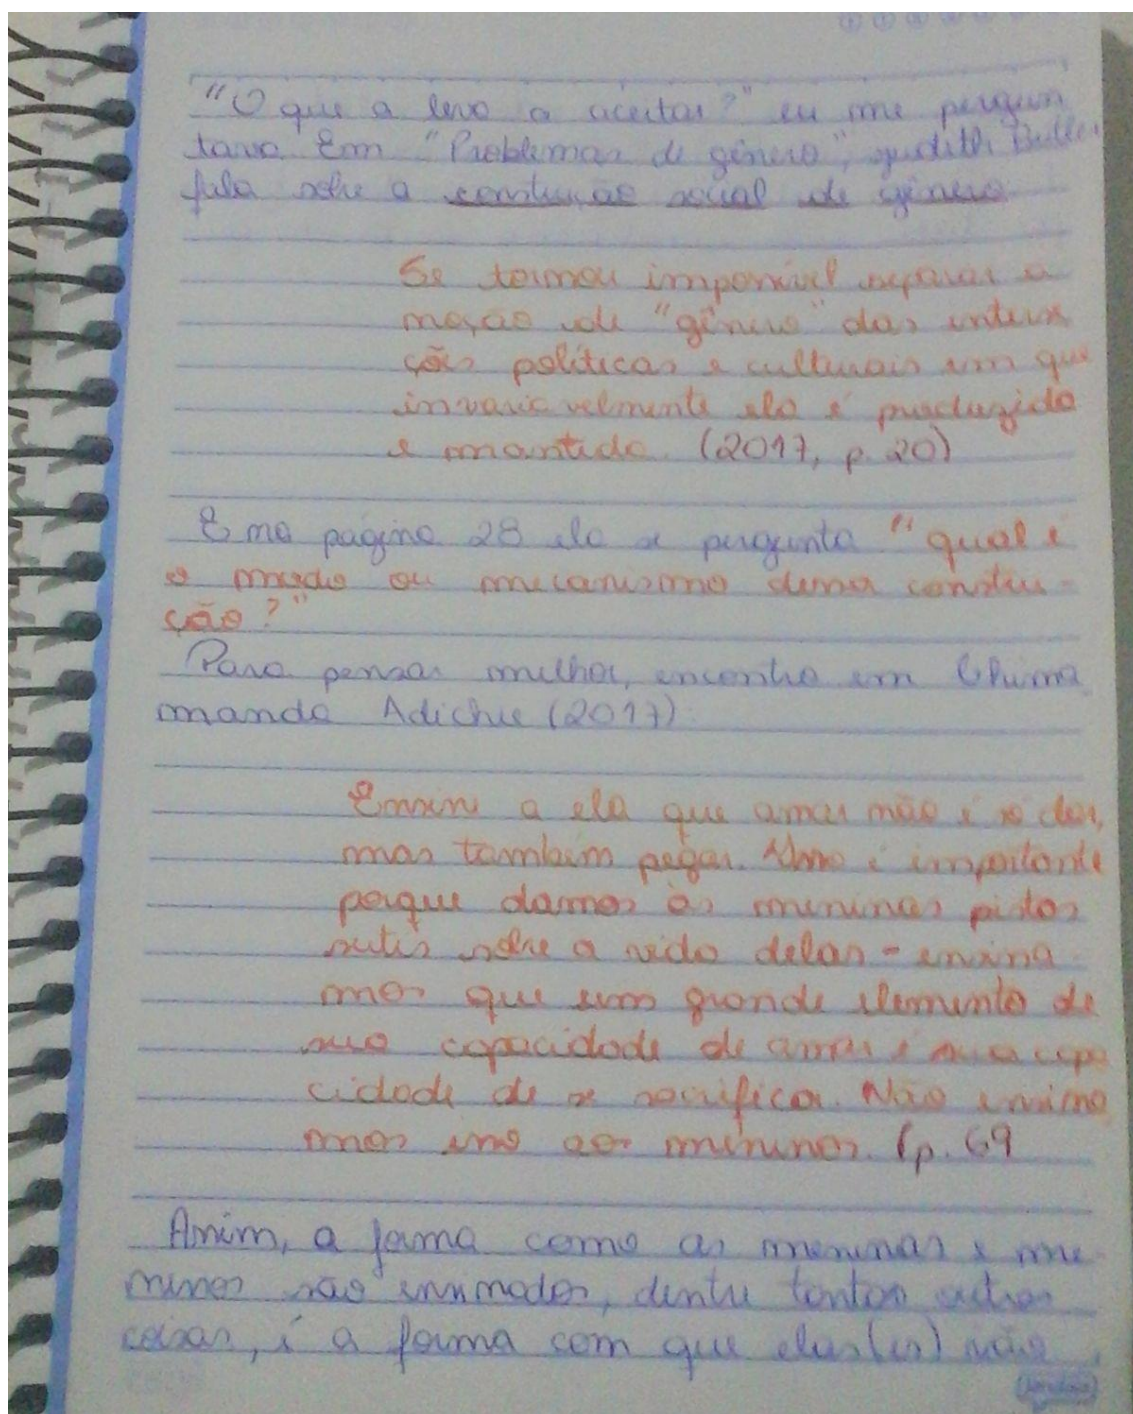 "O que a leva a aceitar?" eu me pergun
tava. Em "Problemas de gênero", Judith Butler
fala sobre a construção social de gênero:
Se tornou impossível separar a
noção de "gênero" das interse
ções políticas e culturais em que
invariavelmente ela é produzida
e mantida. (2017, p. 20)
E na página 28 ela se pergunta "qual é
o modo ou mecanismo dessa constru-
ção?"
Para pensar melhor, encontro em Chima
manda Adichie (2017):
Ensine a ela que amar não é só dar,
mas também pegar. Isso é importante
porque damos às meninas pistas
sutis sobre a vida delas - ensina
mos que um grande elemento de
sua capacidade de amar é sua capa
cidade de se sacrificar. Não ensina
mos isso aos meninos. (p. 69
Assim, a forma como as meninas e me
ninos são ensinados, dentre tantas outras
coisas, é a forma com que elas(es) vão